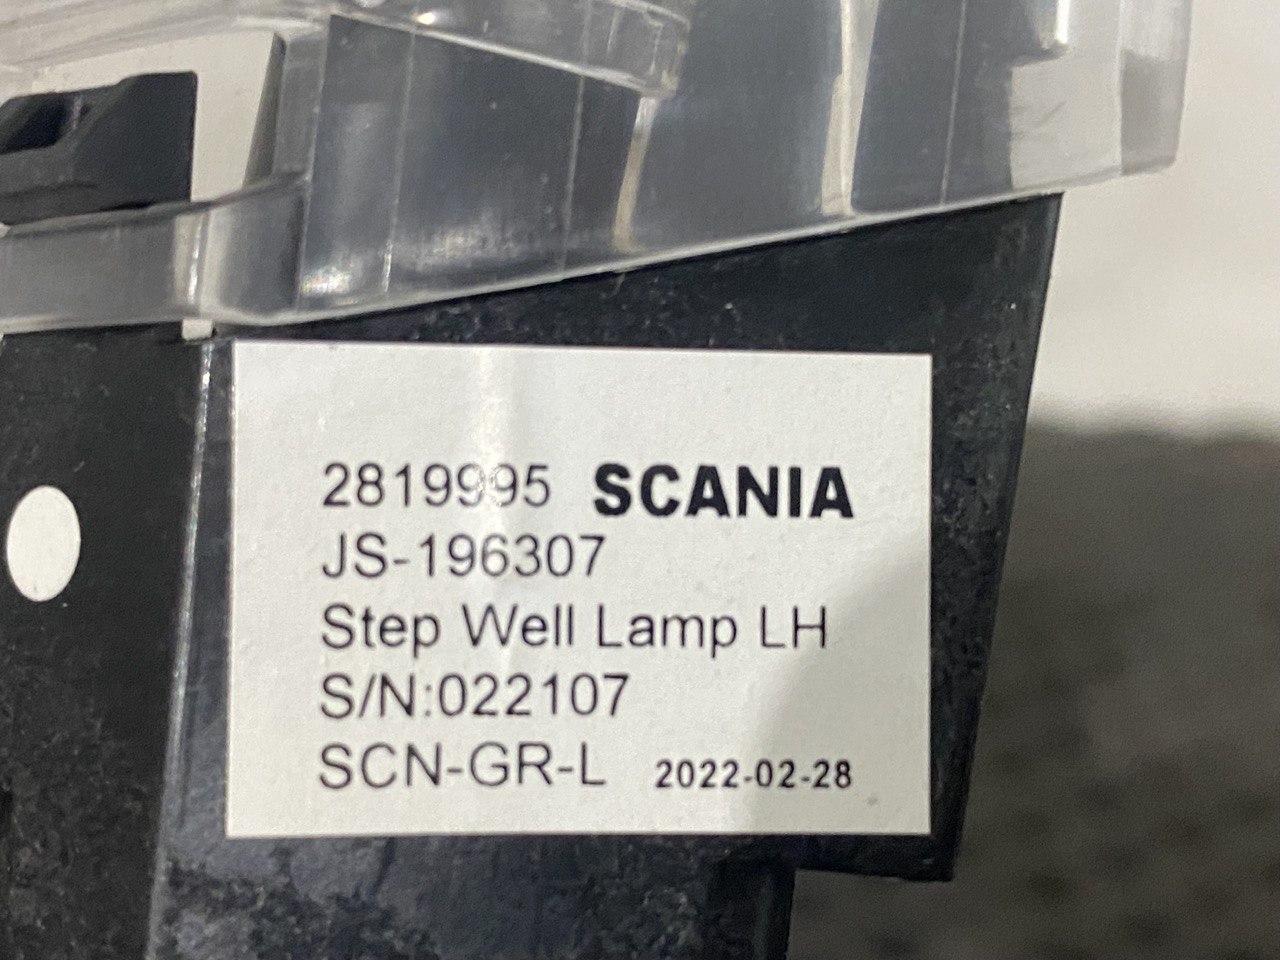 2819995 SCANIA
JS-196307
Step Well Lamp LH
S/N:022107
SCN-GR-L 2022-02-28